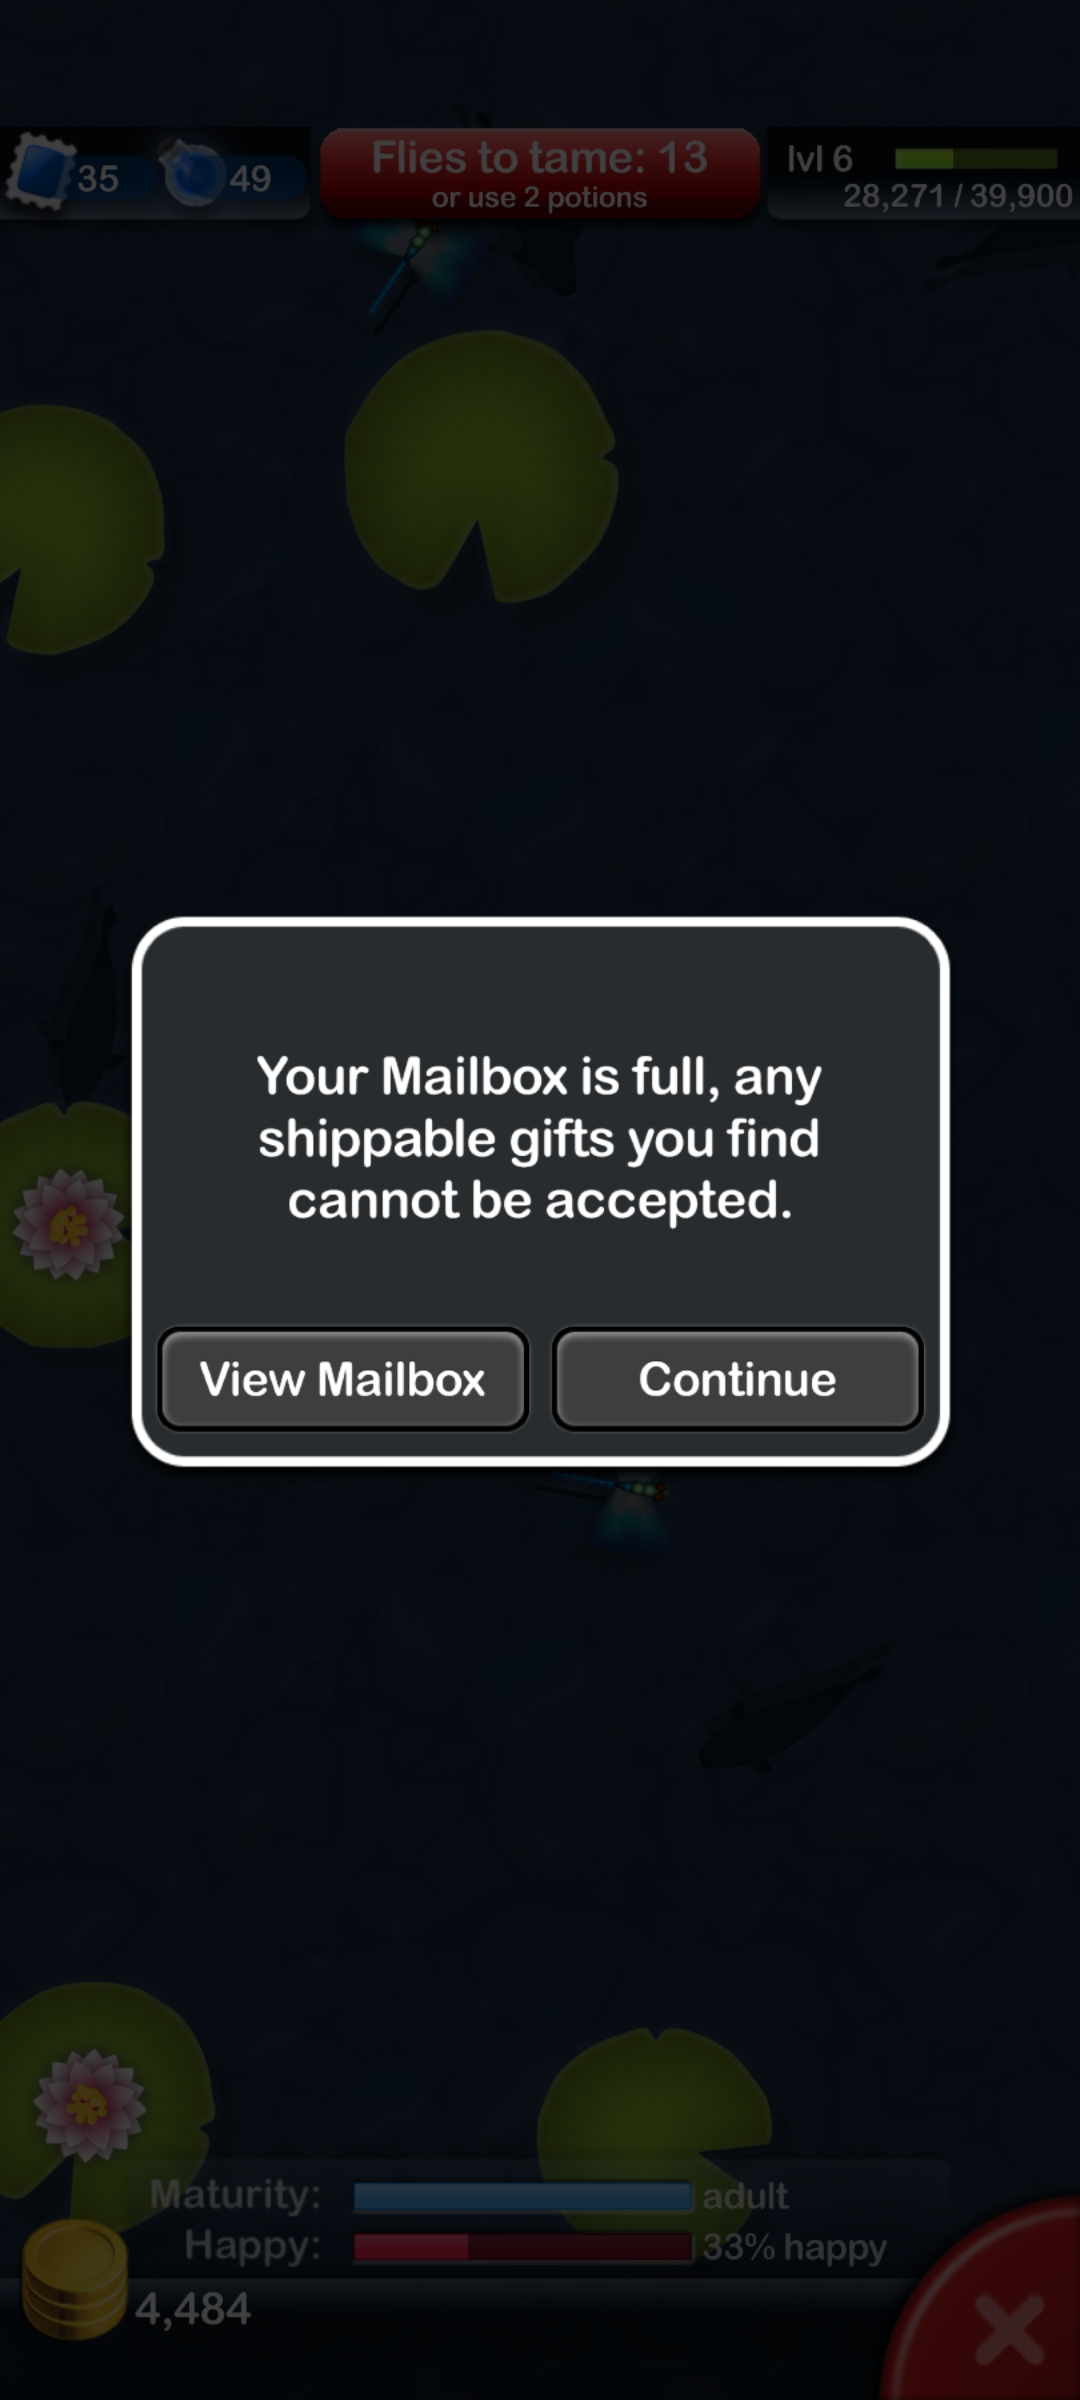 35
49
Flies to tame: 13
or use 2 potions
lvl 6
28,271 / 39,900
Your Mailbox is full, any
shippable gifts you find
cannot be accepted.
View Mailbox
Continue
Maturity:
adult
Happy:
33% happy
4,484